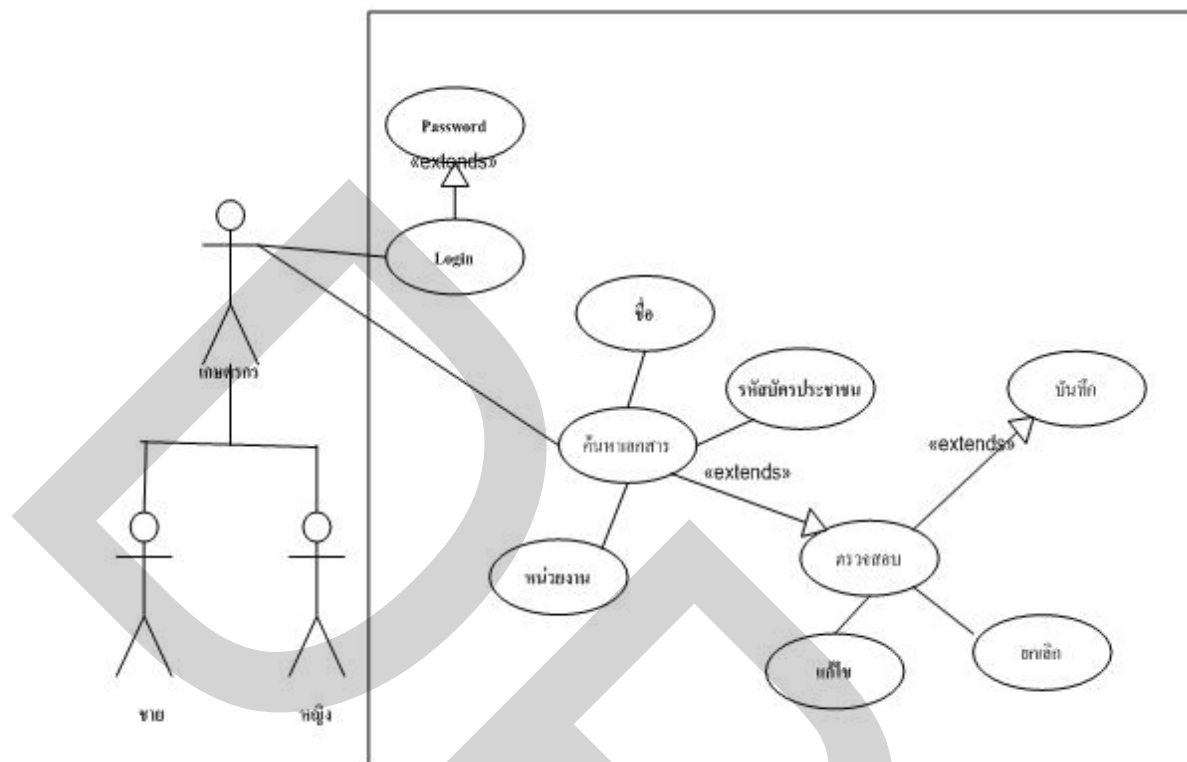 Password
«extends»
Login
เกษตรกร
ชื่อ
รหัสบัตรประชาชน
บันทึก
ค้นหาเอกสาร
«extends»
«extends»
ตรวจสอบ
หน่วยงาน
แก้ไข
ยกเลิก
ชาย
หญิง